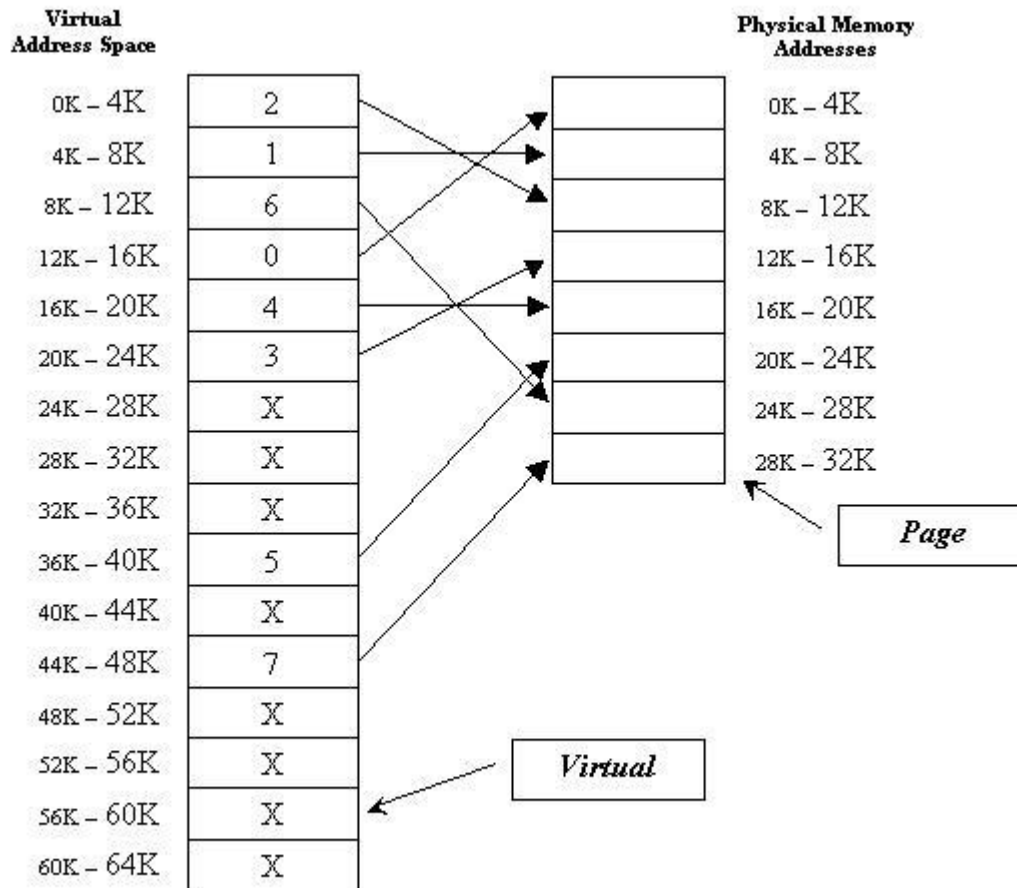 Virtual
Address Space
Physical Memory
Addresses
0K – 4K 2 0K – 4K
4K – 8K 1 4K – 8K
8K – 12K 6 8K – 12K
12K – 16K 0 12K – 16K
16K – 20K 4 16K – 20K
20K – 24K 3 20K – 24K
24K – 28K X 24K – 28K
28K – 32K X 28K – 32K
32K – 36K X
36K – 40K 5
40K – 44K X
44K – 48K 7
48K – 52K X
52K – 56K X
56K – 60K X
60K – 64K X
Page
Virtual